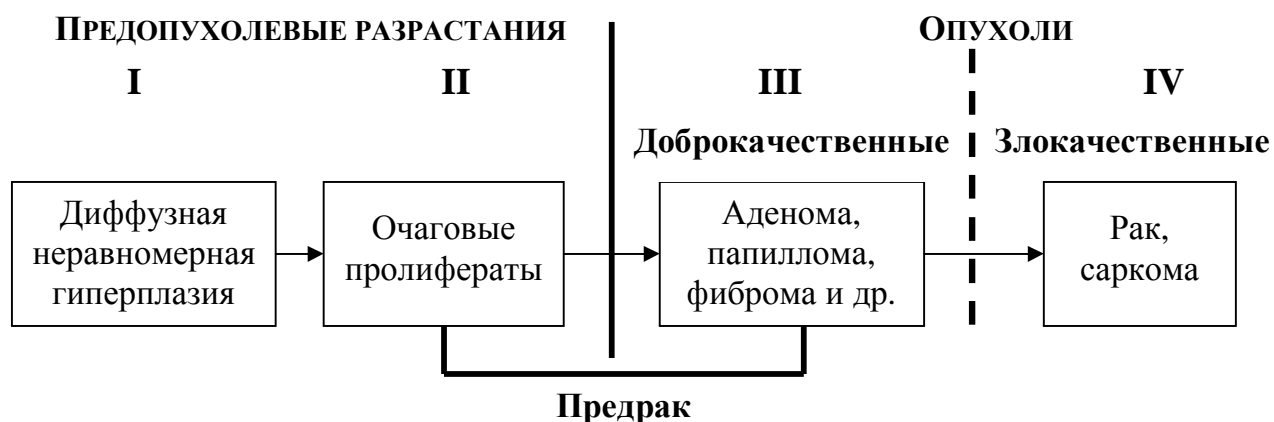 ПРЕДОПУХОЛЕВЫЕ РАЗРАСТАНИЯ
ОПУХОЛИ
I
II
III
IV
Доброкачественные
Злокачественные
Диффузная
неравномерная
гиперплазия
Очаговые
пролифераты
Аденома,
папиллома,
фиброма и др.
Рак,
саркома
Предрак